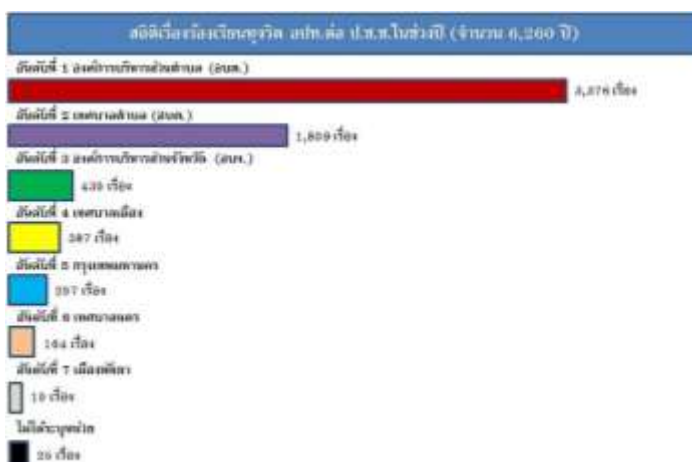 สถิติเรื่องร้องเรียนทุจริต อปท.ต่อ ป.ป.ช.ในช่วงปี (จำนวน 6,260 ปี)
อันดับที่ 1 องค์การบริหารส่วนตำบล (อบต.)
3,276 เรื่อง
อันดับที่ 2 เทศบาลตำบล
1,809 เรื่อง
อันดับที่ 3 องค์การบริหารส่วนจังหวัด (อบจ.)
เรื่อง
อันดับที่ 4 เทศบาลเมือง
เรื่อง
อันดับที่ 5 กรุงเทพมหานคร
เรื่อง
อันดับที่ 6 เทศบาลนคร
164 เรื่อง
อันดับที่ 7 เมืองพัทยา
เรื่อง
ไม่ได้ระบุหน่วย
25 เรื่อง